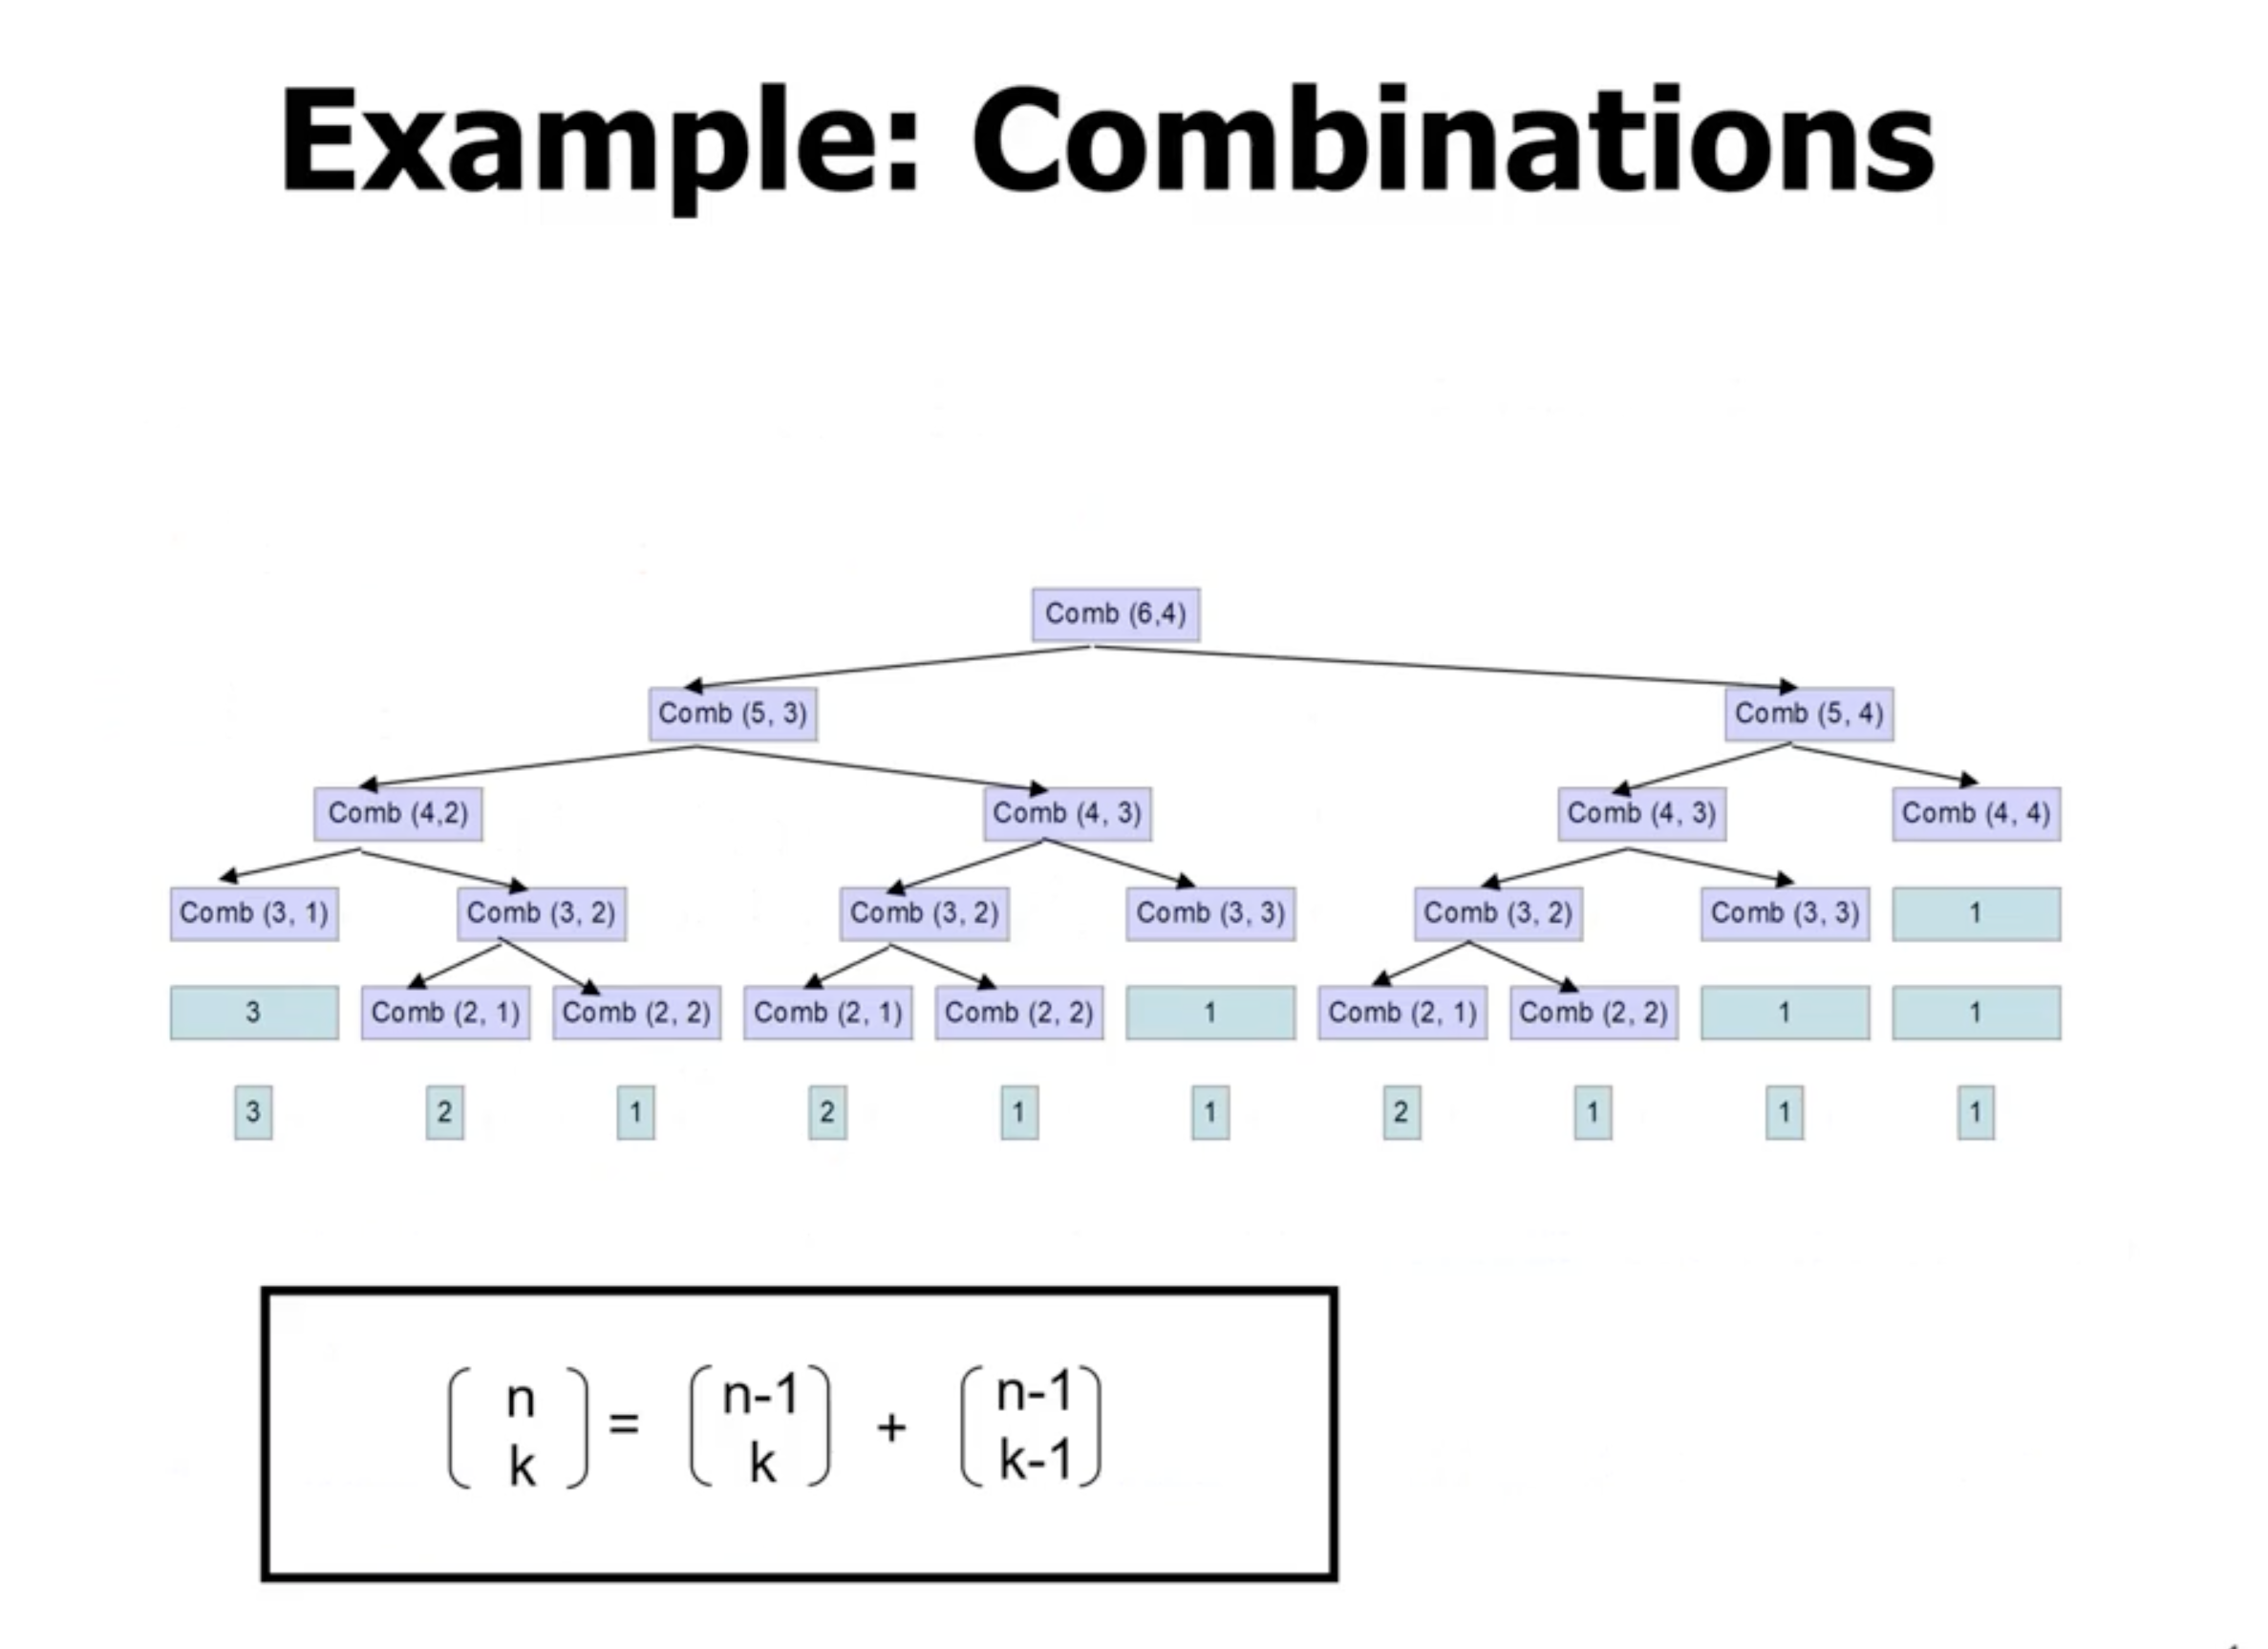 Example: Combinations
Comb (6,4)
Comb (5, 3) Comb (5, 4)
Comb (4,2) Comb (4, 3) Comb (4, 3) Comb (4, 4)
Comb (3, 1) Comb (3, 2) Comb (3, 2) Comb (3, 3) Comb (3, 2) Comb (3, 3) 1
3 Comb (2, 1) Comb (2, 2) Comb (2, 1) Comb (2, 2) 1 Comb (2, 1) Comb (2, 2) 1 1
3 2 1 2 1 1 2 1 1 1
( n ) = ( n-1 ) + ( n-1 )
k k k-1